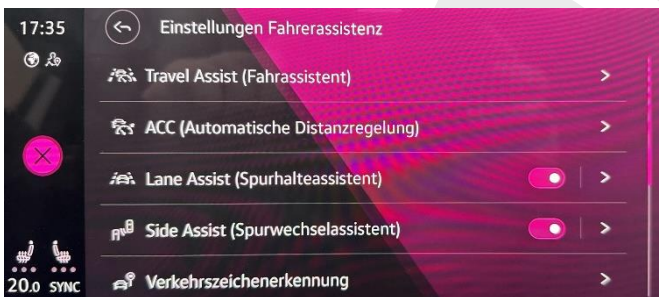 17:35
Einstellungen Fahrerassistenz
Travel Assist (Fahrassistent)
ACC (Automatische Distanzregelung)
Lane Assist (Spurhalteassistent)
Side Assist (Spurwechselassistent)
Verkehrszeichenerkennung
20.0 SYNC